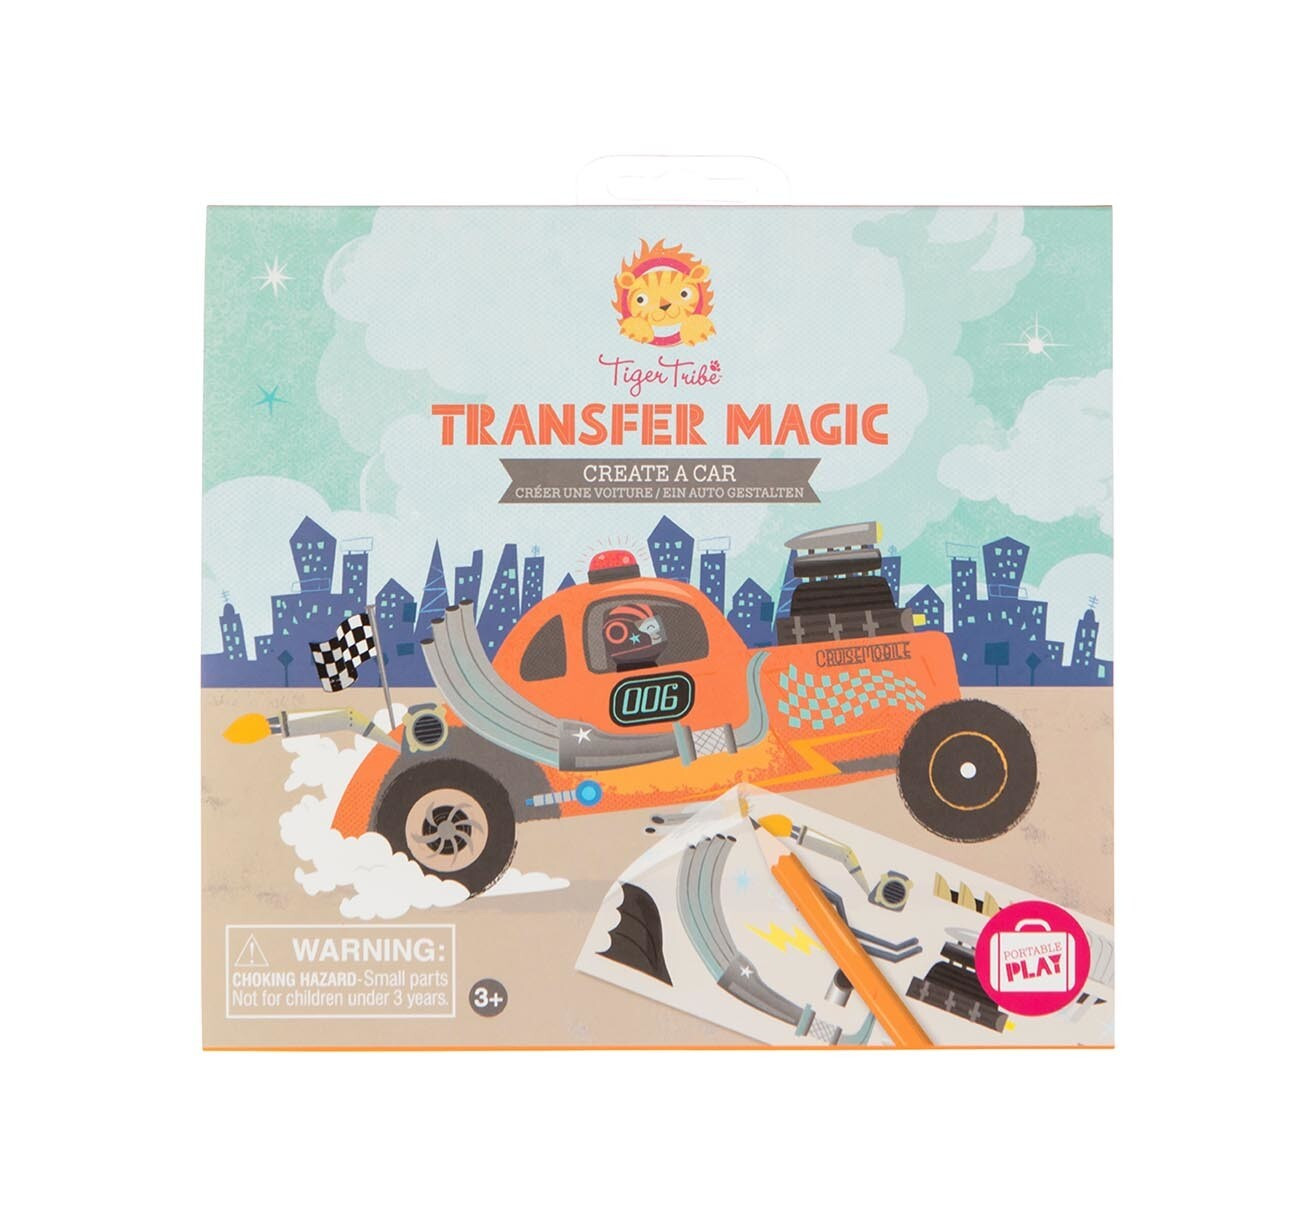 Tiger Tribe
TRANSFER MAGIC
CREATE A CAR
CRÉER UNE VOITURE / EIN AUTO GESTALTEN
CRUISEMOBILE
006
WARNING:
CHOKING HAZARD-Small parts
Not for children under 3 years.
3+
PORTABLE
PLAY